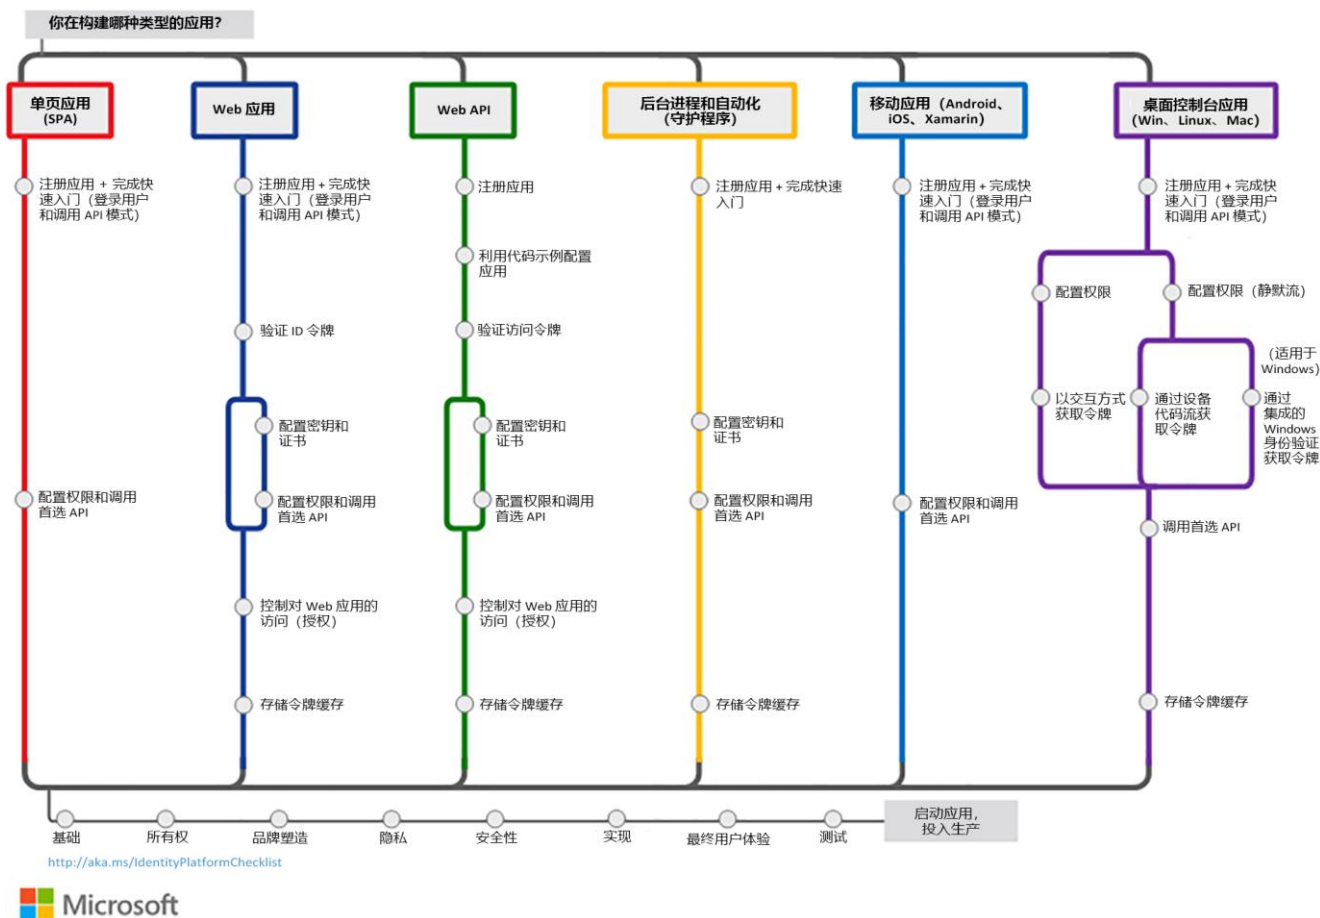 你在构建哪种类型的应用?
单页应用
(SPA)
Web 应用
Web API
后台进程和自动化
(守护程序)
移动应用（Android、
iOS、Xamarin）
桌面控制台应用
（Win、Linux、Mac）
注册应用 + 完成快
速入门（登录用户
和调用 API 模式）
配置权限和调用
首选 API
注册应用 + 完成快
速入门（登录用户
和调用 API 模式）
验证 ID 令牌
配置密钥和
证书
配置权限和调用
首选 API
控制对 Web 应用的
访问（授权）
存储令牌缓存
注册应用
利用代码示例配置
应用
验证访问令牌
配置密钥和
证书
配置权限和调用
首选 API
控制对 Web 应用的
访问（授权）
存储令牌缓存
注册应用 + 完成快速
入门
配置密钥和
证书
配置权限和调用
首选 API
存储令牌缓存
注册应用 + 完成快
速入门（登录用户
和调用 API 模式）
配置权限和调用
首选 API
注册应用 + 完成快
速入门（登录用户
和调用 API 模式）
配置权限
配置权限（静默流）
以交互方式
获取令牌
通过设备
代码流获
取令牌
（适用于
Windows）
通过
集成的
Windows
身份验证
获取令牌
调用首选 API
存储令牌缓存
基础
所有权
品牌塑造
隐私
安全性
实现
最终用户体验
测试
启动应用，
投入生产
http://aka.ms/IdentityPlatformChecklist
Microsoft